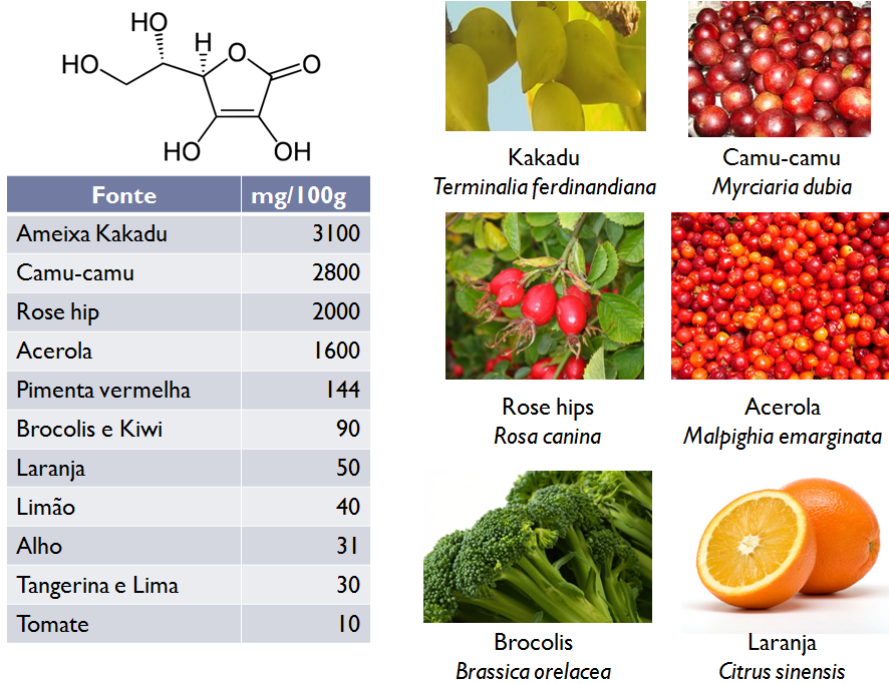 HO
H
O
O
HO
HO
OH
Fonte mg/100g
Ameixa Kakadu 3100
Camu-camu 2800
Rose hip 2000
Acerola 1600
Pimenta vermelha 144
Brocolis e Kiwi 90
Laranja 50
Limão 40
Alho 31
Tangerina e Lima 30
Tomate 10
Kakadu
Terminalia ferdinandiana
Camu-camu
Myrciaria dubia
Rose hips
Rosa canina
Acerola
Malpighia emarginata
Brocolis
Brassica orelacea
Laranja
Citrus sinensis